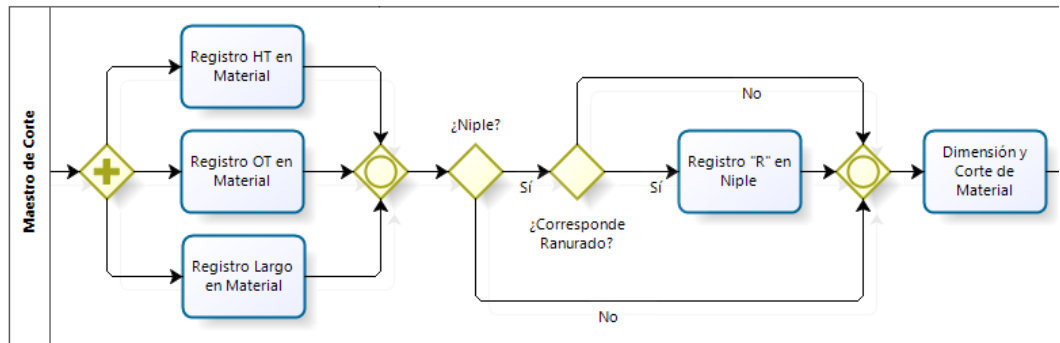 Maestro de Corte
Registro HT en
Material
Registro OT en
Material
Registro Largo
en Material
¿Niple?
Sí
¿Corresponde
Ranurado?
No
Sí
Registro "R" en
Niple
No
Dimensión y
Corte de
Material